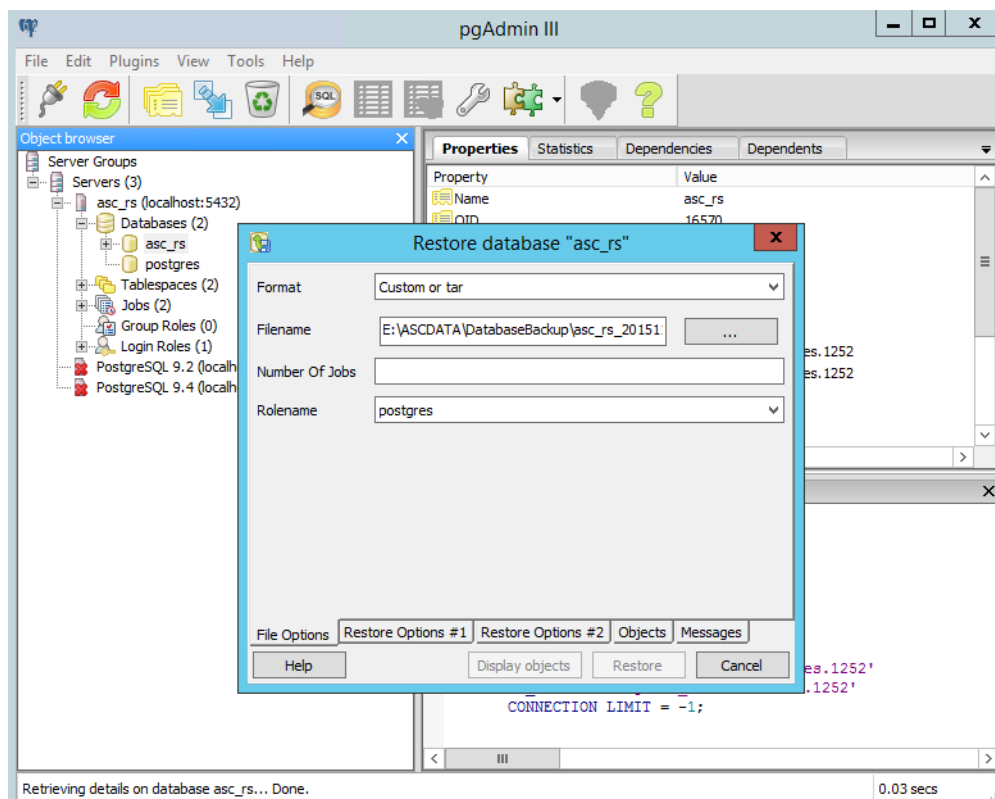 pgAdmin III
File Edit Plugins View Tools Help
SQL
Object browser
Server Groups
Servers (3)
asc_rs (localhost:5432)
Databases (2)
asc_rs
postgres
Tablespaces (2)
Jobs (2)
Group Roles (0)
Login Roles (1)
PostgreSQL 9.2 (localh
PostgreSQL 9.4 (localh
Properties Statistics Dependencies Dependents
Property Value
Name asc_rs
OID 16570
es.1252
es.1252
Restore database "asc_rs"
Format Custom or tar
Filename E:\ASCDATA\DatabaseBackup\asc_rs_20151 ...
Number Of Jobs
Rolename postgres
File Options Restore Options #1 Restore Options #2 Objects Messages
Help Display objects Restore Cancel
es.1252'
.1252'
CONNECTION LIMIT = -1;
Retrieving details on database asc_rs... Done. 0.03 secs